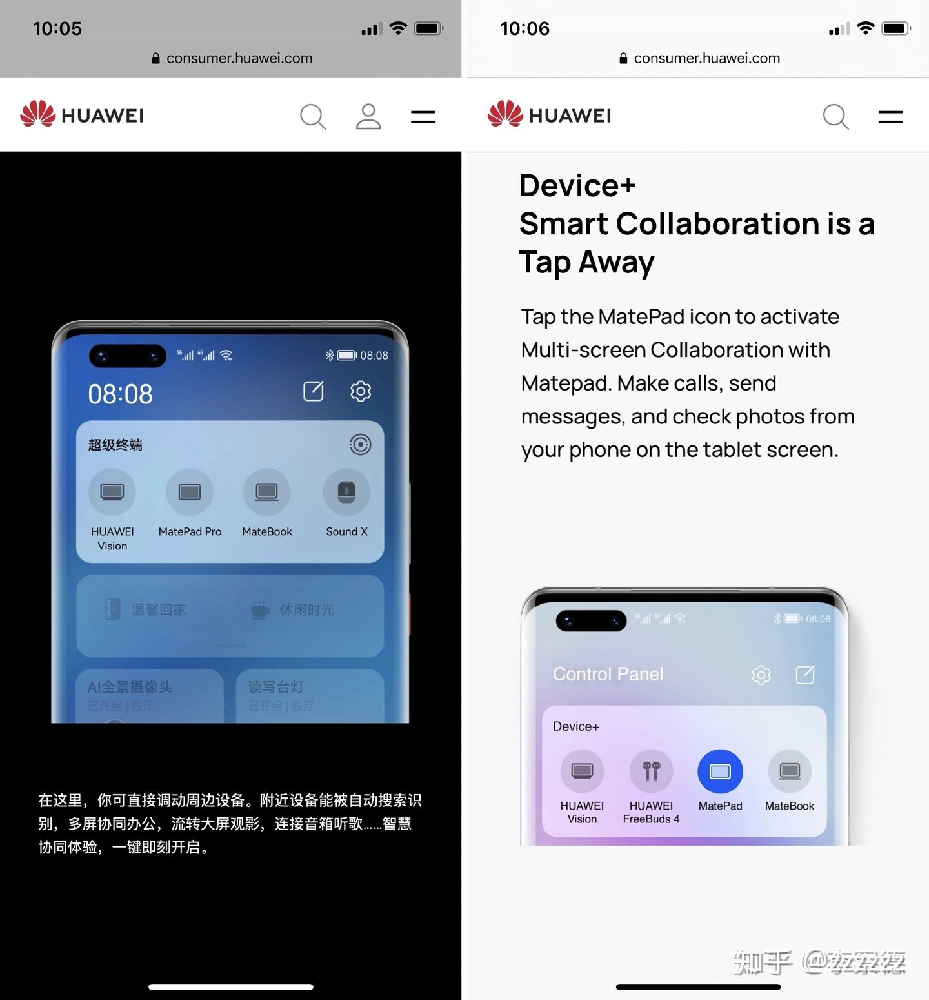 10:05
consumer.huawei.com
HUAWEI
5G 4G 08:08
08:08
超级终端
HUAWEI
Vision
MatePad Pro
MateBook
Sound X
温馨回家
休闲时光
AI全景摄像头
已开启 | 客厅
读写台灯
已开启 | 客厅
在这里，你可直接调动周边设备。附近设备能被自动搜索识
别，多屏协同办公，流转大屏观影，连接音箱听歌……智慧
协同体验，一键即刻开启。
10:06
consumer.huawei.com
HUAWEI
Device+
Smart Collaboration is a
Tap Away
Tap the MatePad icon to activate
Multi-screen Collaboration with
Matepad. Make calls, send
messages, and check photos from
your phone on the tablet screen.
4G 4G 08:08
Control Panel
Device+
HUAWEI
Vision
HUAWEI
FreeBuds 4
MatePad
MateBook
知乎